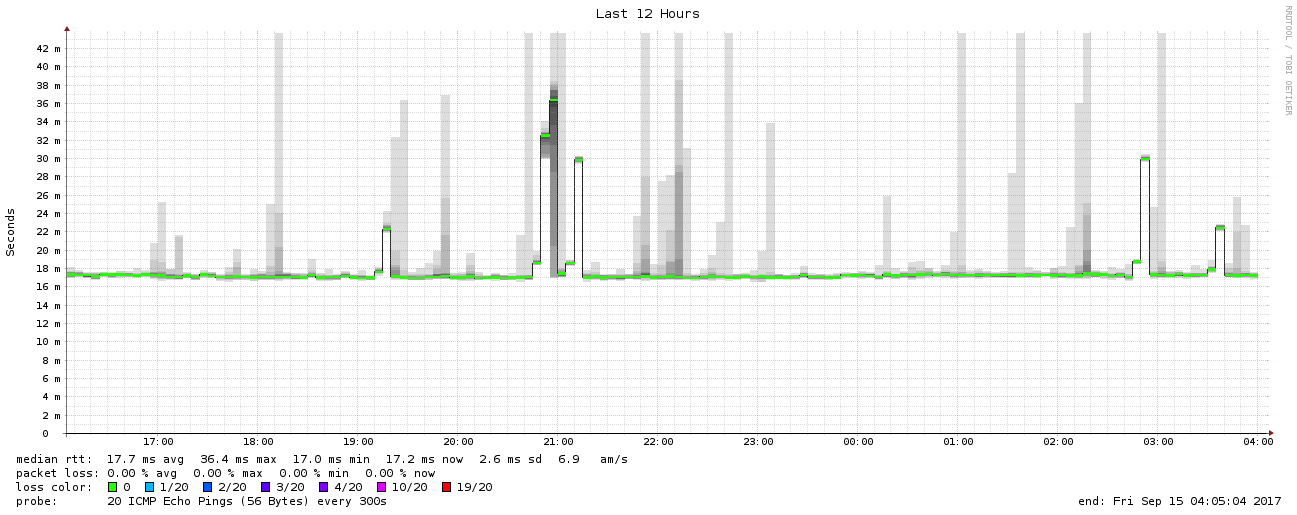 Last 12 Hours
RRDTOOL / TOBI OETIKER
Seconds
42 m
40 m
38 m
36 m
34 m
32 m
30 m
28 m
26 m
24 m
22 m
20 m
18 m
16 m
14 m
12 m
10 m
8 m
6 m
4 m
2 m
0
17:00 18:00 19:00 20:00 21:00 22:00 23:00 00:00 01:00 02:00 03:00 04:00
median rtt: 17.7 ms avg 36.4 ms max 17.0 ms min 17.2 ms now 2.6 ms sd 6.9 am/s
packet loss: 0.00 % avg 0.00 % max 0.00 % min 0.00 % now
loss color: 0 1/20 2/20 3/20 4/20 10/20 19/20
probe: 20 ICMP Echo Pings (56 Bytes) every 300s end: Fri Sep 15 04:05:04 2017